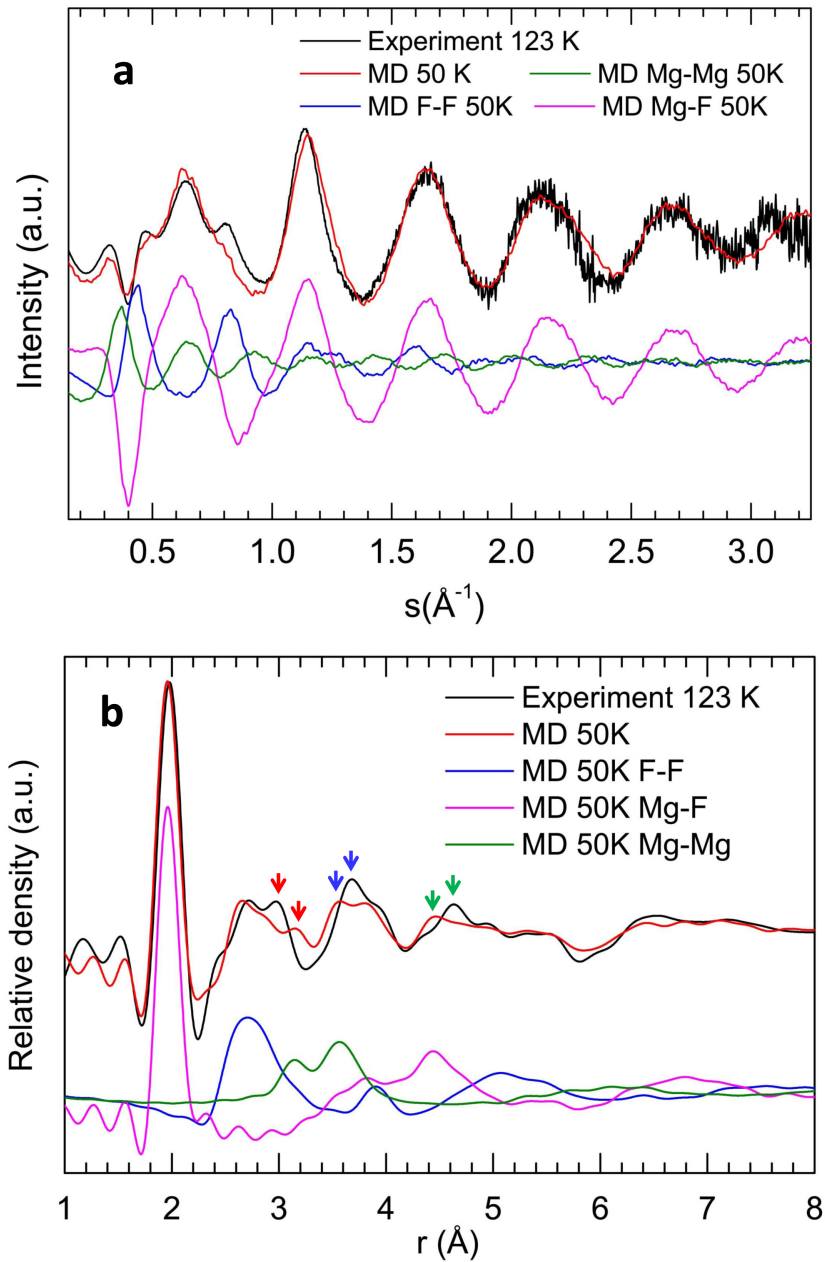 a
Experiment 123 K
MD 50 K
MD Mg-Mg 50K
MD F-F 50K
MD Mg-F 50K
Intensity (a.u.)
0.5 1.0 1.5 2.0 2.5 3.0
s(Å⁻¹)
b
Experiment 123 K
MD 50K
MD 50K F-F
MD 50K Mg-F
MD 50K Mg-Mg
Relative density (a.u.)
1 2 3 4 5 6 7 8
r (Å)